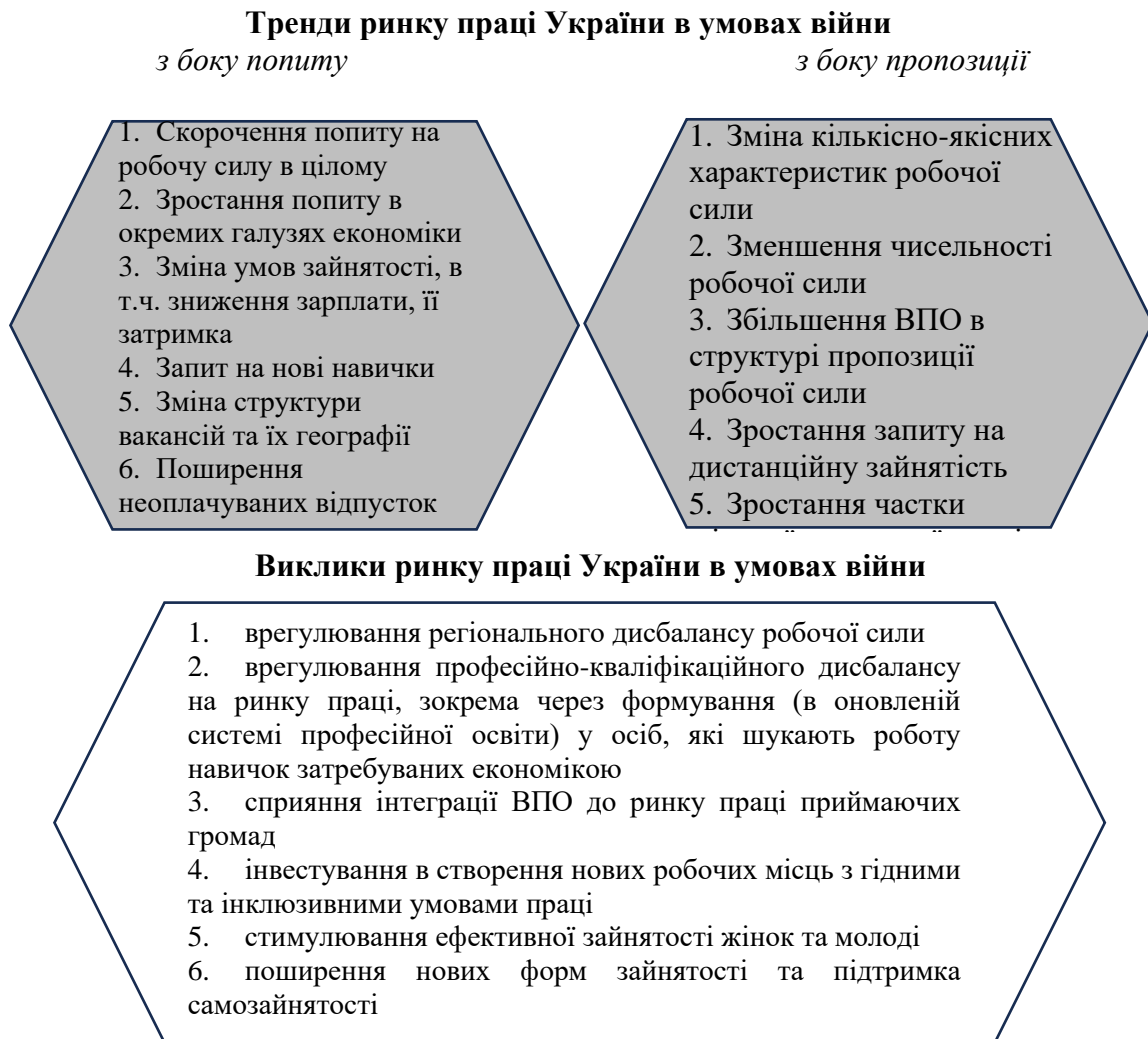 Тренди ринку праці України в умовах війни
з боку попиту
з боку пропозиції
1. Скорочення попиту на
робочу силу в цілому
2. Зростання попиту в
окремих галузях економіки
3. Зміна умов зайнятості, в
т.ч. зниження зарплати, її
затримка
4. Запит на нові навички
5. Зміна структури
вакансій та їх географії
6. Поширення
неоплачуваних відпусток
1. Зміна кількісно-якісних
характеристик робочої
сили
2. Зменшення чисельності
робочої сили
3. Збільшення ВПО в
структурі пропозиції
робочої сили
4. Зростання запиту на
дистанційну зайнятість
5. Зростання частки
Виклики ринку праці України в умовах війни
1. врегулювання регіонального дисбалансу робочої сили
2. врегулювання професійно-кваліфікаційного дисбалансу
на ринку праці, зокрема через формування (в оновленій
системі професійної освіти) у осіб, які шукають роботу
навичок затребуваних економікою
3. сприяння інтеграції ВПО до ринку праці приймаючих
громад
4. інвестування в створення нових робочих місць з гідними
та інклюзивними умовами праці
5. стимулювання ефективної зайнятості жінок та молоді
6. поширення нових форм зайнятості та підтримка
самозайнятості